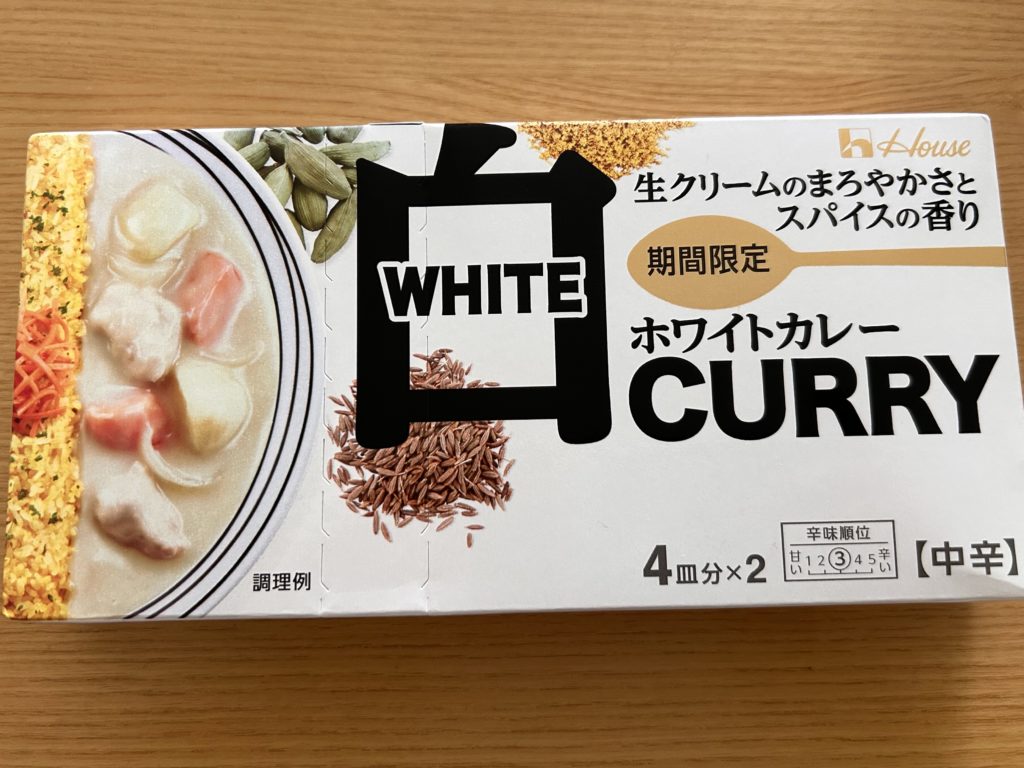 House
生クリームのまろやかさと
スパイスの香り
期間限定
白
WHITE
ホワイトカレー
CURRY
調理例
4皿分×2
辛味順位
甘い 1 2 ③ 4 5 辛い
【中辛】